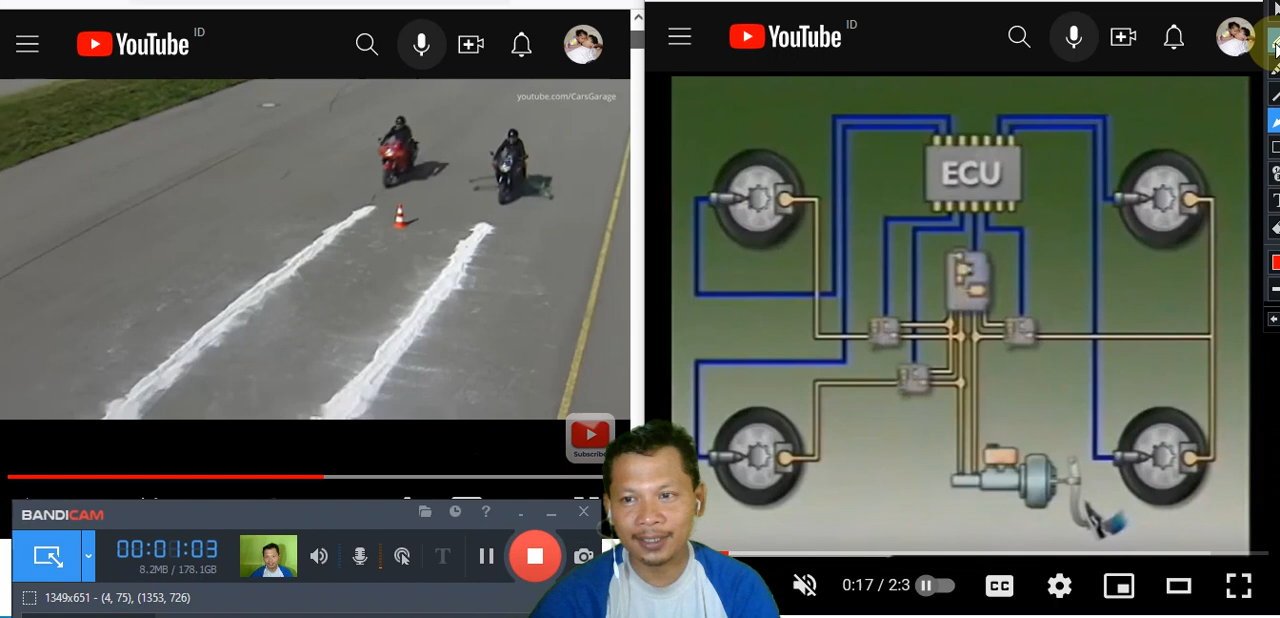 YouTube ID
youtube.com/CarsGarage
Subscribe
BANDICAM
00:01:03
8.2MB / 178.1GB
T
1349x651 - (4, 75), (1353, 726)
YouTube ID
ECU
0:17 / 2:3
CC